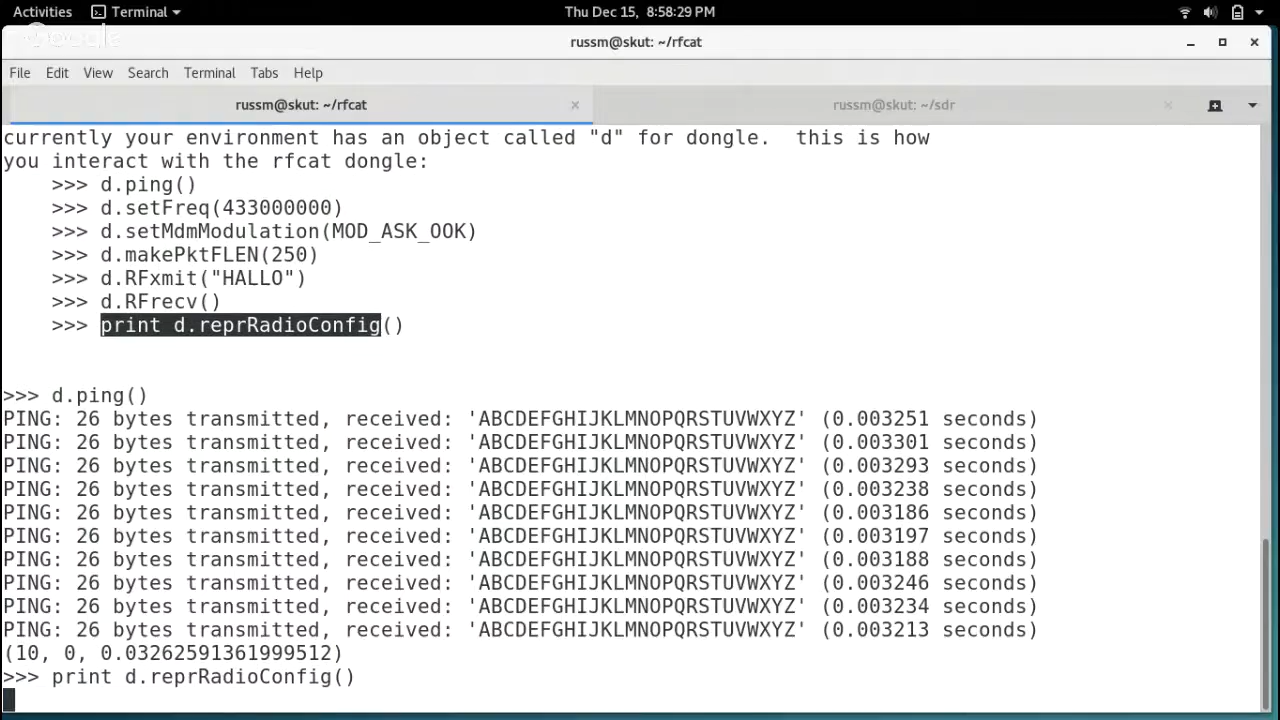 Activities Terminal Thu Dec 15, 8:58:29 PM
russm@skut: ~/rfcat
File Edit View Search Terminal Tabs Help
russm@skut: ~/rfcat russm@skut: ~/sdr
currently your environment has an object called "d" for dongle.  this is how
you interact with the rfcat dongle:
    >>> d.ping()
    >>> d.setFreq(433000000)
    >>> d.setMdmModulation(MOD_ASK_OOK)
    >>> d.makePktFLEN(250)
    >>> d.RFxmit("HALLO")
    >>> d.RFrecv()
    >>> print d.reprRadioConfig()
>>> d.ping()
PING: 26 bytes transmitted, received: 'ABCDEFGHIJKLMNOPQRSTUVWXYZ' (0.003251 seconds)
PING: 26 bytes transmitted, received: 'ABCDEFGHIJKLMNOPQRSTUVWXYZ' (0.003301 seconds)
PING: 26 bytes transmitted, received: 'ABCDEFGHIJKLMNOPQRSTUVWXYZ' (0.003293 seconds)
PING: 26 bytes transmitted, received: 'ABCDEFGHIJKLMNOPQRSTUVWXYZ' (0.003238 seconds)
PING: 26 bytes transmitted, received: 'ABCDEFGHIJKLMNOPQRSTUVWXYZ' (0.003186 seconds)
PING: 26 bytes transmitted, received: 'ABCDEFGHIJKLMNOPQRSTUVWXYZ' (0.003197 seconds)
PING: 26 bytes transmitted, received: 'ABCDEFGHIJKLMNOPQRSTUVWXYZ' (0.003188 seconds)
PING: 26 bytes transmitted, received: 'ABCDEFGHIJKLMNOPQRSTUVWXYZ' (0.003246 seconds)
PING: 26 bytes transmitted, received: 'ABCDEFGHIJKLMNOPQRSTUVWXYZ' (0.003234 seconds)
PING: 26 bytes transmitted, received: 'ABCDEFGHIJKLMNOPQRSTUVWXYZ' (0.003213 seconds)
(10, 0, 0.03262591361999512)
>>> print d.reprRadioConfig()